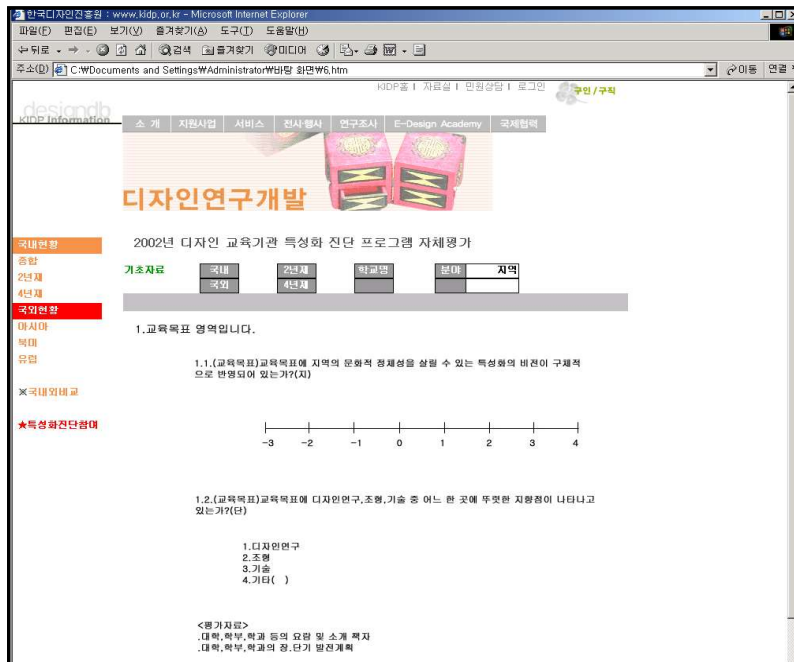 한국디자인진흥원 : www.kidp.or.kr - Microsoft Internet Explorer
파일(F) 편집(E) 보기(V) 즐겨찾기(A) 도구(T) 도움말(H)
뒤로 검색 즐겨찾기 미디어
주소(D) C:₩Documents and Settings₩Administrator₩바탕 화면₩6.htm 이동 연결
KIDP홈 | 자료실 | 민원상담 | 로그인 구인/구직
designdb
KIDP Information
소 개 지원사업 서비스 전시·행사 연구조사 E-Design Academy 국제협력
디자인연구개발
2002년 디자인 교육기관 특성화 진단 프로그램 자체평가
국내현황
종합
2년제
4년제
국외현황
아시아
북미
유럽
※국내외비교
★특성화진단참여
기초자료 국내 2년제 학교명 분야 지역
국외 4년제
1.교육목표 영역입니다.
1.1.(교육목표)교육목표에 지역의 문화적 정체성을 살릴 수 있는 특성화의 비젼이 구체적
으로 반영되어 있는가?(지)
-3 -2 -1 0 1 2 3 4
1.2.(교육목표)교육목표에 디자인연구,조형,기술 중 어느 한 곳에 뚜렷한 지향점이 나타나고
있는가?(단)
1.디자인연구
2.조형
3.기술
4.기타( )
<평가자료>
.대학,학부,학과 등의 요람 및 소개 책자
.대학,학부,학과의 장.단기 발전계획